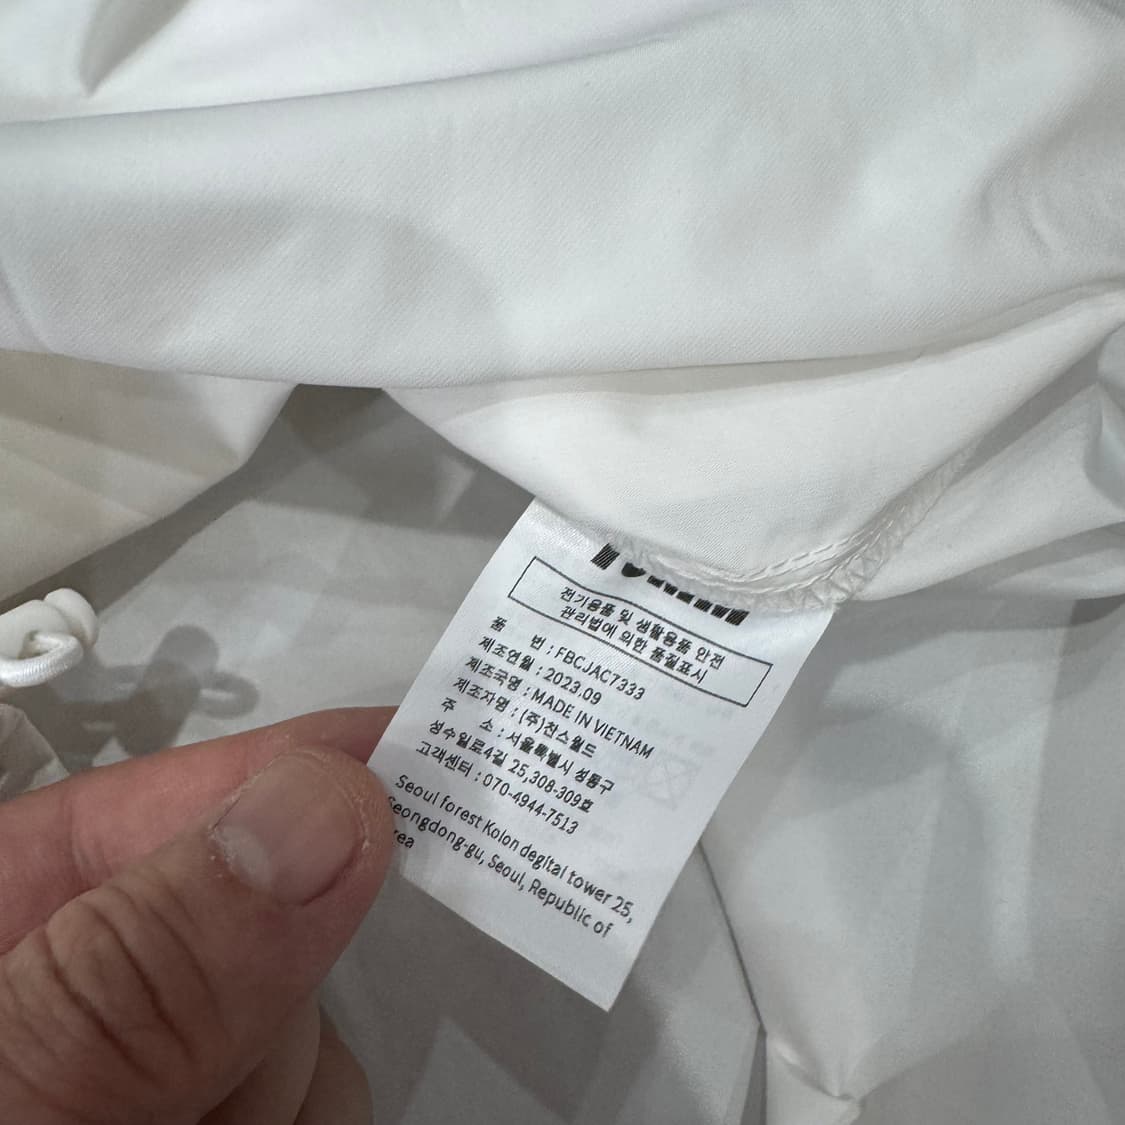 전기용품 및 생활용품 안전
관리법에 의한 품질표시
품 번 : FBCJAC7333
제조연월 : 2023.09
제조국명 : MADE IN VIETNAM
제조자명 : (주)천스월드
주 소 : 서울특별시 성동구
성수일로4길 25,308-309호
고객센터 : 070-4944-7513
Seoul forest Kolon degital tower 25,
Seongdong-gu, Seoul, Republic of
rea